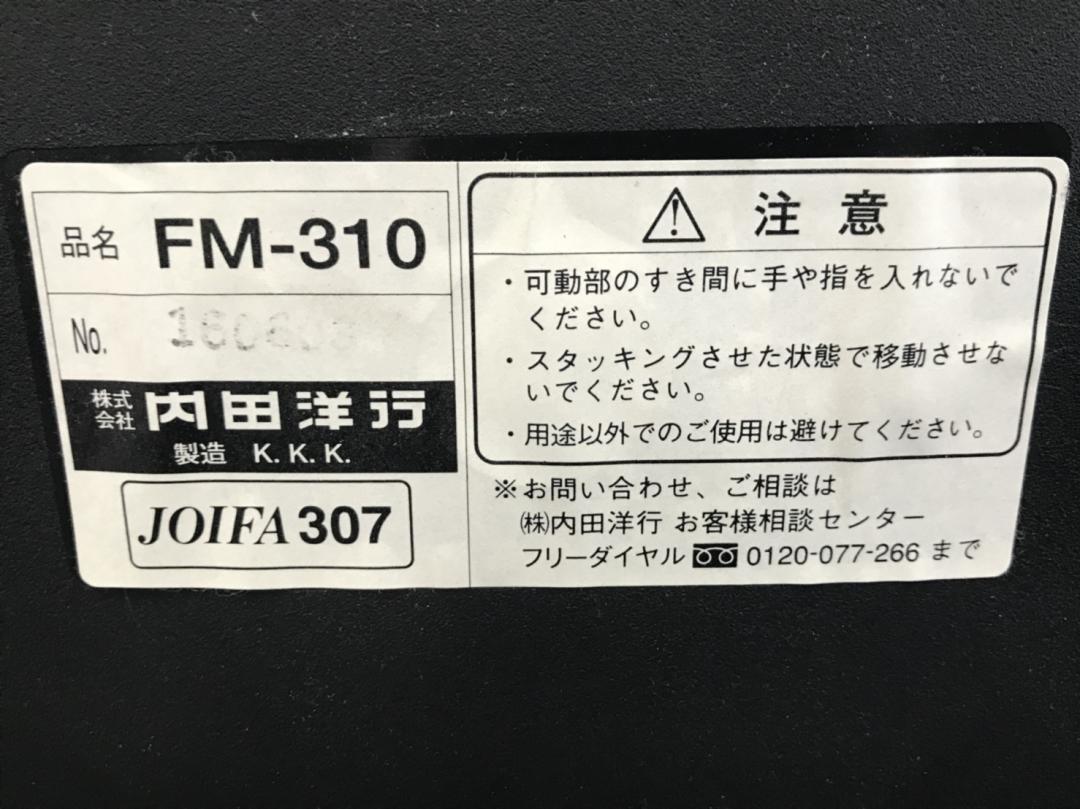 品名 FM-310
No.
株式会社 内田洋行
製造 K.K.K.
JOIFA 307
注意
・可動部のすき間に手や指を入れないで
ください。
・スタッキングさせた状態で移動させな
いでください。
・用途以外でのご使用は避けてください。
※お問い合わせ、ご相談は
㈱内田洋行 お客様相談センター
フリーダイヤル 0120-077-266 まで